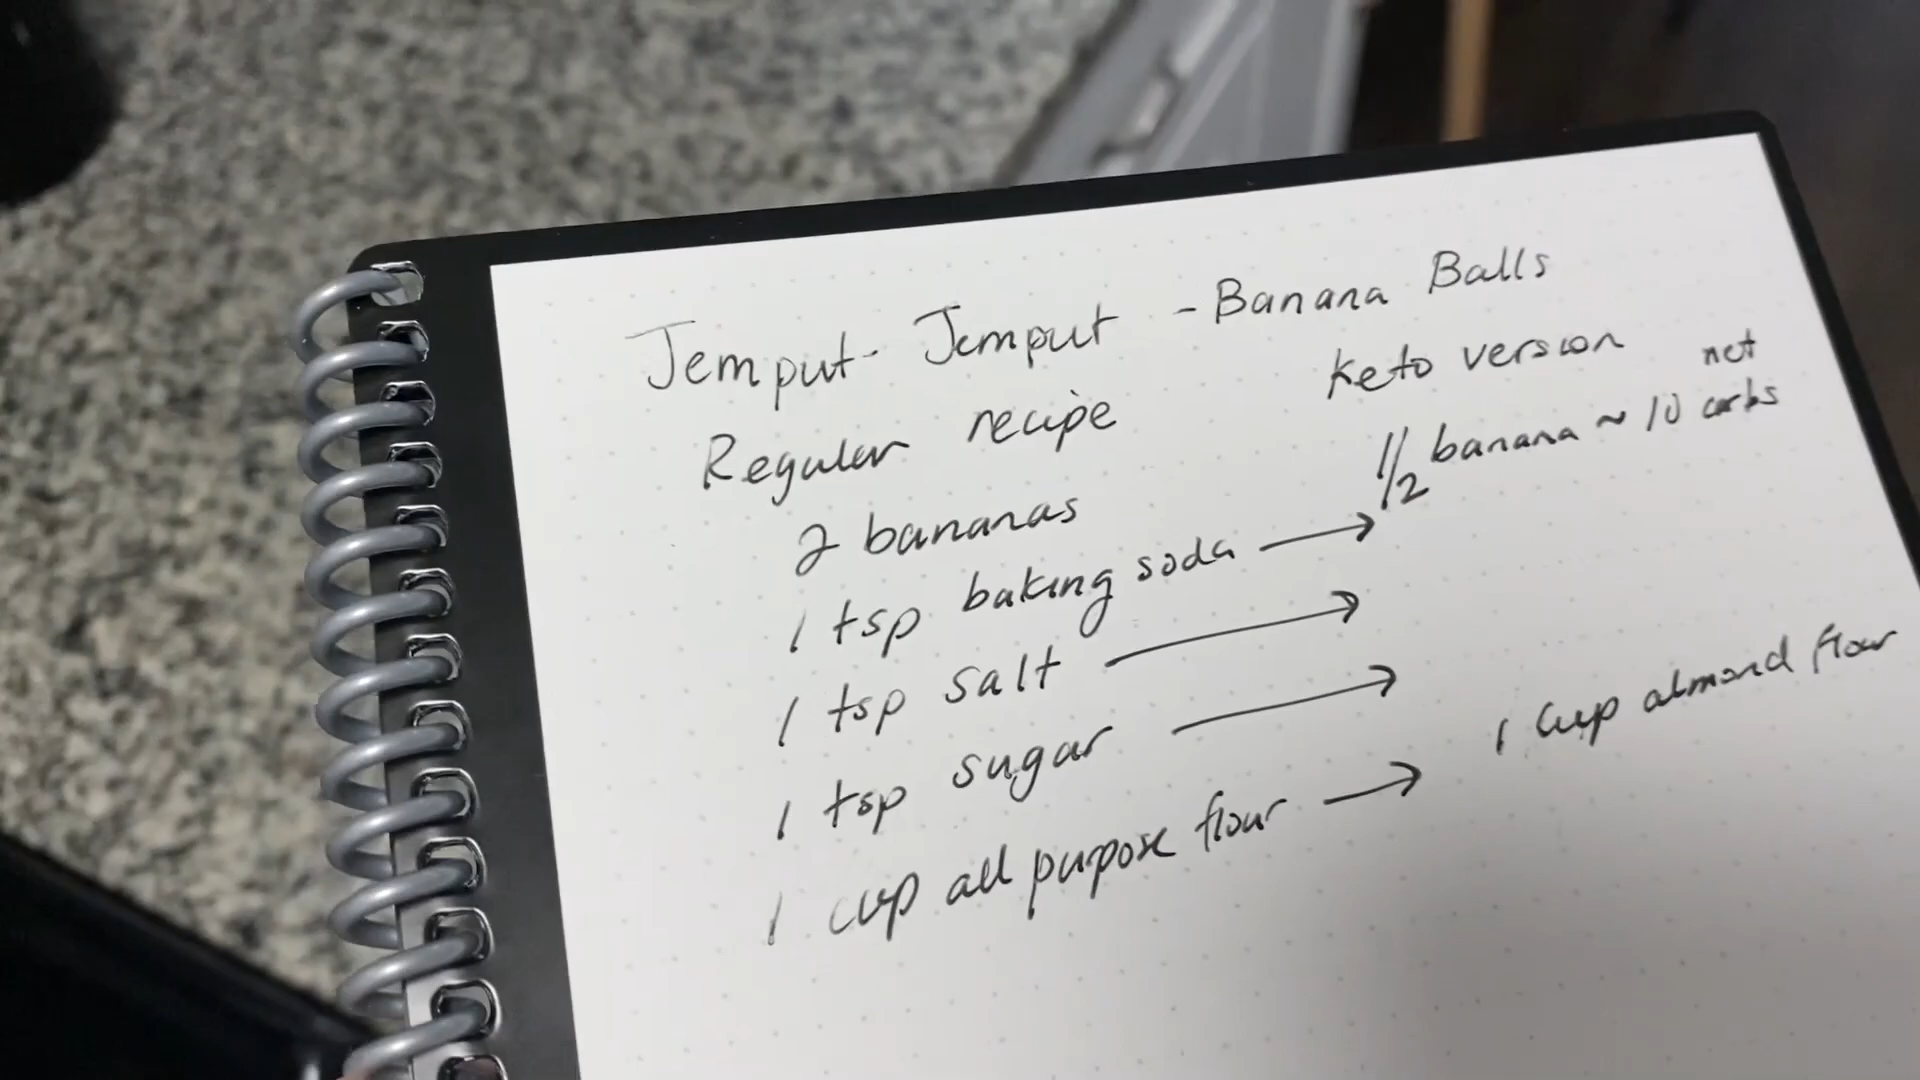 Jemput-Jemput - Banana Balls
Regular recipe keto version
2 bananas 1/2 banana ~ 10 net carbs
1 tsp baking soda →
1 tsp salt →
1 tsp sugar →
1 cup all purpose flour → 1 cup almond flour